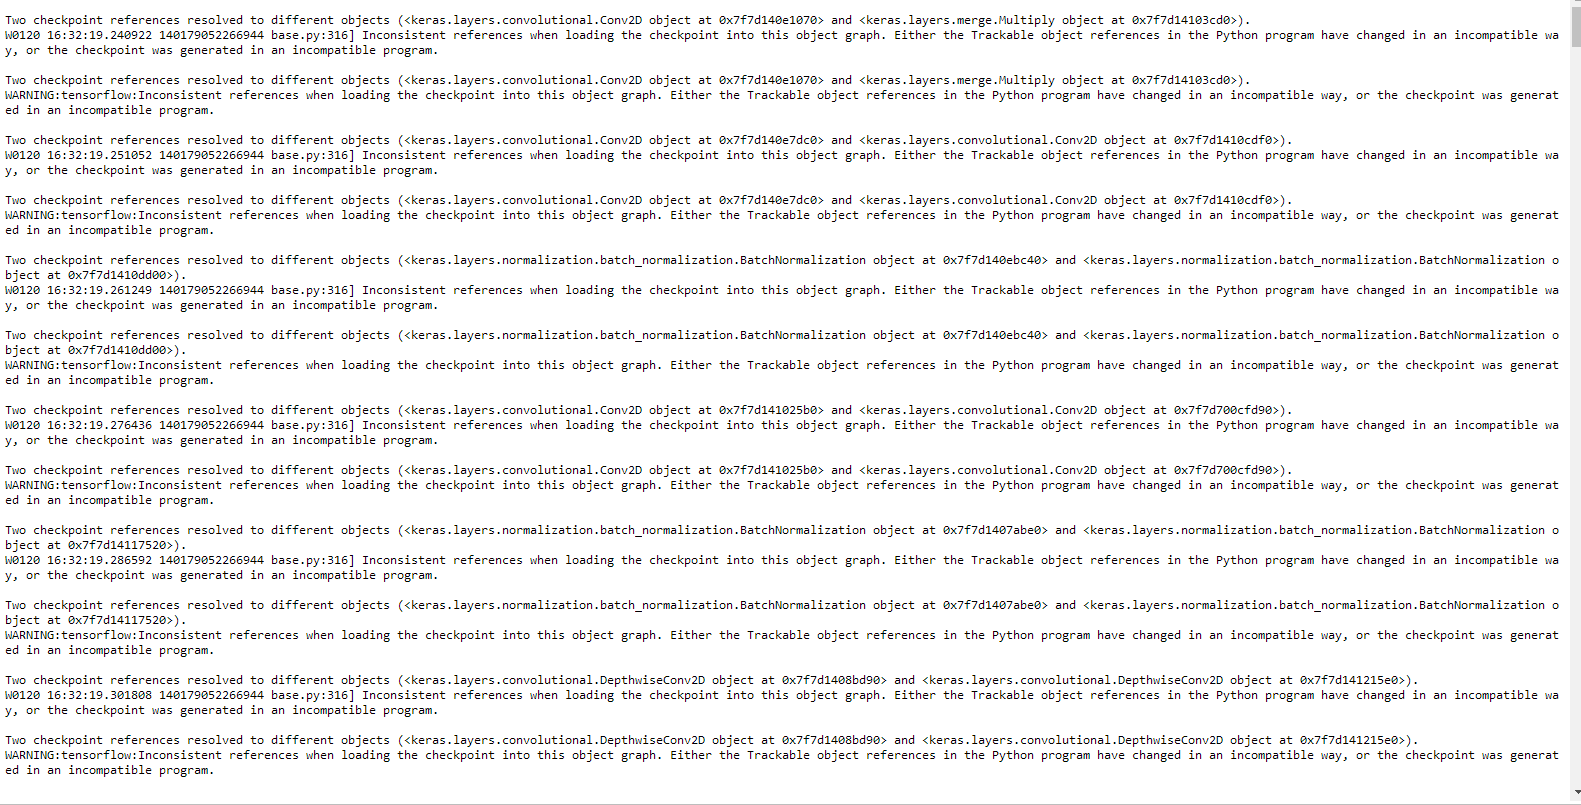 Two checkpoint references resolved to different objects (<keras.layers.convolutional.Conv2D object at 0x7f7d140e1070> and <keras.layers.merge.Multiply object at 0x7f7d14103cd0>).
W0120 16:32:19.240922 140179052266944 base.py:316] Inconsistent references when loading the checkpoint into this object graph. Either the Trackable object references in the Python program have changed in an incompatible wa
y, or the checkpoint was generated in an incompatible program.
Two checkpoint references resolved to different objects (<keras.layers.convolutional.Conv2D object at 0x7f7d140e1070> and <keras.layers.merge.Multiply object at 0x7f7d14103cd0>).
WARNING:tensorflow:Inconsistent references when loading the checkpoint into this object graph. Either the Trackable object references in the Python program have changed in an incompatible way, or the checkpoint was generat
ed in an incompatible program.
Two checkpoint references resolved to different objects (<keras.layers.convolutional.Conv2D object at 0x7f7d140e7dc0> and <keras.layers.convolutional.Conv2D object at 0x7f7d1410cdf0>).
W0120 16:32:19.251052 140179052266944 base.py:316] Inconsistent references when loading the checkpoint into this object graph. Either the Trackable object references in the Python program have changed in an incompatible wa
y, or the checkpoint was generated in an incompatible program.
Two checkpoint references resolved to different objects (<keras.layers.convolutional.Conv2D object at 0x7f7d140e7dc0> and <keras.layers.convolutional.Conv2D object at 0x7f7d1410cdf0>).
WARNING:tensorflow:Inconsistent references when loading the checkpoint into this object graph. Either the Trackable object references in the Python program have changed in an incompatible way, or the checkpoint was generat
ed in an incompatible program.
Two checkpoint references resolved to different objects (<keras.layers.normalization.batch_normalization.BatchNormalization object at 0x7f7d140ebc40> and <keras.layers.normalization.batch_normalization.BatchNormalization o
bject at 0x7f7d1410dd00>).
W0120 16:32:19.261249 140179052266944 base.py:316] Inconsistent references when loading the checkpoint into this object graph. Either the Trackable object references in the Python program have changed in an incompatible wa
y, or the checkpoint was generated in an incompatible program.
Two checkpoint references resolved to different objects (<keras.layers.normalization.batch_normalization.BatchNormalization object at 0x7f7d140ebc40> and <keras.layers.normalization.batch_normalization.BatchNormalization o
bject at 0x7f7d1410dd00>).
WARNING:tensorflow:Inconsistent references when loading the checkpoint into this object graph. Either the Trackable object references in the Python program have changed in an incompatible way, or the checkpoint was generat
ed in an incompatible program.
Two checkpoint references resolved to different objects (<keras.layers.convolutional.Conv2D object at 0x7f7d141025b0> and <keras.layers.convolutional.Conv2D object at 0x7f7d700cfd90>).
W0120 16:32:19.276436 140179052266944 base.py:316] Inconsistent references when loading the checkpoint into this object graph. Either the Trackable object references in the Python program have changed in an incompatible wa
y, or the checkpoint was generated in an incompatible program.
Two checkpoint references resolved to different objects (<keras.layers.convolutional.Conv2D object at 0x7f7d141025b0> and <keras.layers.convolutional.Conv2D object at 0x7f7d700cfd90>).
WARNING:tensorflow:Inconsistent references when loading the checkpoint into this object graph. Either the Trackable object references in the Python program have changed in an incompatible way, or the checkpoint was generat
ed in an incompatible program.
Two checkpoint references resolved to different objects (<keras.layers.normalization.batch_normalization.BatchNormalization object at 0x7f7d1407abe0> and <keras.layers.normalization.batch_normalization.BatchNormalization o
bject at 0x7f7d14117520>).
W0120 16:32:19.286592 140179052266944 base.py:316] Inconsistent references when loading the checkpoint into this object graph. Either the Trackable object references in the Python program have changed in an incompatible wa
y, or the checkpoint was generated in an incompatible program.
Two checkpoint references resolved to different objects (<keras.layers.normalization.batch_normalization.BatchNormalization object at 0x7f7d1407abe0> and <keras.layers.normalization.batch_normalization.BatchNormalization o
bject at 0x7f7d14117520>).
WARNING:tensorflow:Inconsistent references when loading the checkpoint into this object graph. Either the Trackable object references in the Python program have changed in an incompatible way, or the checkpoint was generat
ed in an incompatible program.
Two checkpoint references resolved to different objects (<keras.layers.convolutional.DepthwiseConv2D object at 0x7f7d1408bd90> and <keras.layers.convolutional.DepthwiseConv2D object at 0x7f7d141215e0>).
W0120 16:32:19.301808 140179052266944 base.py:316] Inconsistent references when loading the checkpoint into this object graph. Either the Trackable object references in the Python program have changed in an incompatible wa
y, or the checkpoint was generated in an incompatible program.
Two checkpoint references resolved to different objects (<keras.layers.convolutional.DepthwiseConv2D object at 0x7f7d1408bd90> and <keras.layers.convolutional.DepthwiseConv2D object at 0x7f7d141215e0>).
WARNING:tensorflow:Inconsistent references when loading the checkpoint into this object graph. Either the Trackable object references in the Python program have changed in an incompatible way, or the checkpoint was generat
ed in an incompatible program.